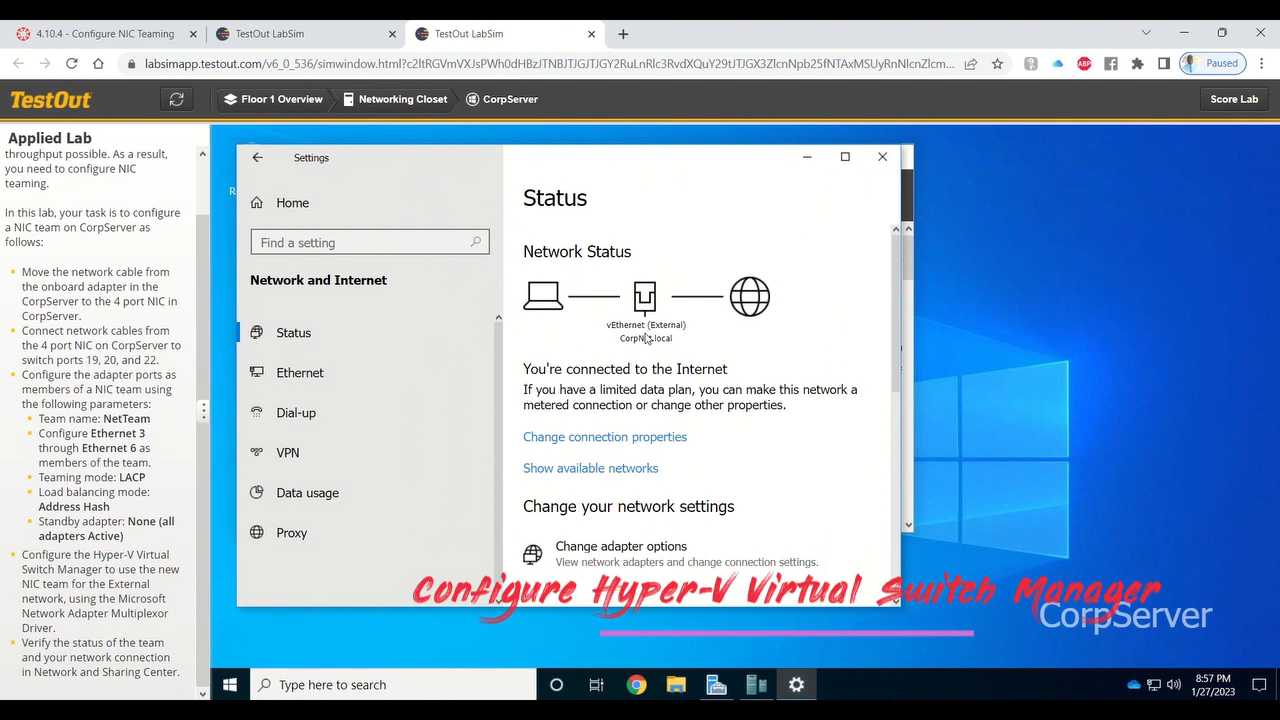 4.10.4 - Configure NIC Teaming
TestOut LabSim
TestOut LabSim
labsimapp.testout.com/v6_0_536/simwindow.html?
Paused
TestOut
Floor 1 Overview
Networking Closet
CorpServer
Score Lab
Applied Lab
throughput possible. As a result,
you need to configure NIC
teaming.
In this lab, your task is to configure
a NIC team on CorpServer as
follows:
Move the network cable from
the onboard adapter in the
CorpServer to the 4 port NIC in
CorpServer.
Connect network cables from
the 4 port NIC on CorpServer to
switch ports 19, 20, and 22.
Configure the adapter ports as
members of a NIC team using
the following parameters:
Team name: NetTeam
Configure Ethernet 3
through Ethernet 6 as
members of the team.
Teaming mode: LACP
Load balancing mode:
Address Hash
Standby adapter: None (all
adapters Active)
Configure the Hyper-V Virtual
Switch Manager to use the new
NIC team for the External
network, using the Microsoft
Network Adapter Multiplexor
Driver.
Verify the status of the team
and your network connection
in Network and Sharing Center.
R
Settings
Home
Find a setting
Network and Internet
Status
Ethernet
Dial-up
VPN
Data usage
Proxy
Status
Network Status
vEthernet (External)
You're connected to the Internet
If you have a limited data plan, you can make this network a
metered connection or change other properties.
Change connection properties
Show available networks
Change your network settings
Change adapter options
View network adapters and change connection settings.
Configure Hyper-V Virtual Switch Manager
CorpServer
Type here to search
8:57 PM
1/27/2023